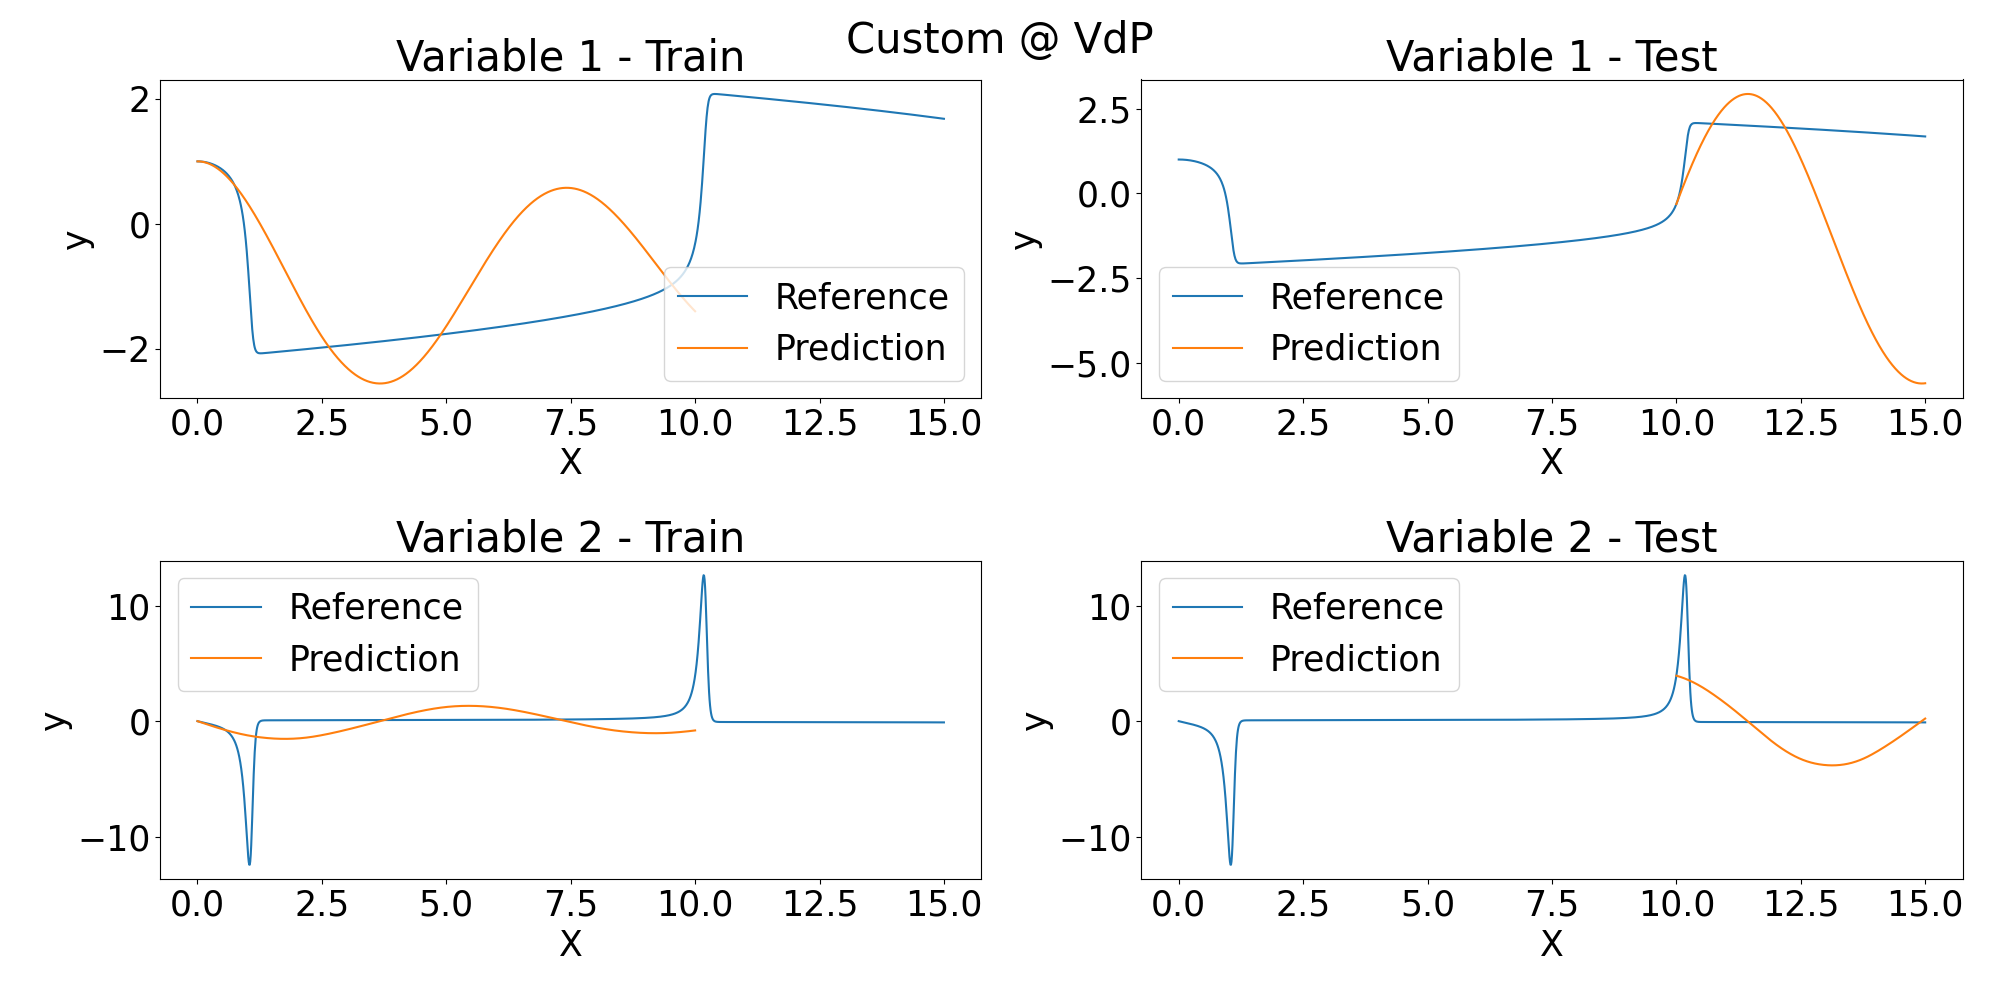 Custom @ VdP
Variable 1 - Train
2
0
−2
y
0.0 2.5 5.0 7.5 10.0 12.5 15.0
X
Reference
Prediction
Variable 1 - Test
2.5
0.0
−2.5
−5.0
y
0.0 2.5 5.0 7.5 10.0 12.5 15.0
X
Reference
Prediction
Variable 2 - Train
10
0
−10
y
0.0 2.5 5.0 7.5 10.0 12.5 15.0
X
Reference
Prediction
Variable 2 - Test
10
0
−10
y
0.0 2.5 5.0 7.5 10.0 12.5 15.0
X
Reference
Prediction